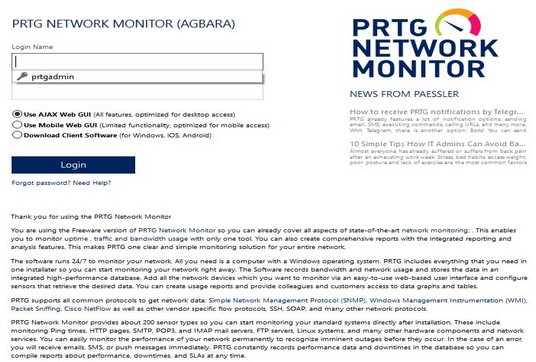 PRTG NETWORK MONITOR (AGBARA)
Login Name
prtgadmin
Use AJAX Web GUI (All features, optimized for desktop access)
Use Mobile Web GUI (Limited functionality, optimized for mobile access)
Download Client Software (for Windows, iOS, Android)
Login
Forgot password? Need Help?
PRTG
NETWORK
MONITOR
NEWS FROM PAESSLER
How to receive PRTG notifications by Telegr...
PRTG already features a lot of notification options, sending
email, SMS, executing commands, calling URLs and many more.
With Telegram, there is another option: Bots! You can send
10 Simple Tips How IT Admins Can Avoid Ba...
Almost everyone has already suffered or suffers from back pain
after an exhausting work week. Stress, bad habits, excess weight,
poor posture and lack of exercise are the most common factors
Thank you for using the PRTG Network Monitor
You are using the Freeware version of PRTG Network Monitor so you can already cover all aspects of state-of-the-art network monitoring: . This enables
you to monitor uptime , traffic and bandwidth usage with only one tool. You can also create comprehensive reports with the integrated reporting and
analysis features. This makes PRTG one clear and simple monitoring solution for your entire network.
The software runs 24/7 to monitor your network. All you need is a computer with a Windows operating system. PRTG includes everything that you need in
one installer so you can start monitoring your network right away. The Software records bandwidth and network usage and stores the data in an
integrated high-performance database. Add all the network devices which you want to monitor via an easy-to-use web-based user interface and configure
sensors that retrieve the desired data. You can create usage reports and provide colleagues and customers access to data graphs and tables.
PRTG supports all common protocols to get network data: Simple Network Management Protocol (SNMP), Windows Management Instrumentation (WMI),
Packet Sniffing, Cisco NetFlow as well as other vendor specific flow protocols, SSH, SOAP, and many other network protocols.
PRTG Network Monitor provides about 200 sensor types so you can start monitoring your standard systems directly after installation. These include
monitoring Ping times, HTTP pages, SMTP, POP3, and IMAP mail servers, FTP servers, Linux systems, and many other hardware components and network
services. You can easily monitor the performance of your network permanently to recognize imminent outages before they occur. In the case of an error,
you will receive emails, SMS, or push messages immediately. PRTG constantly records performance data and downtimes in the database so you can
compile reports about performance, downtimes, and SLAs at any time.